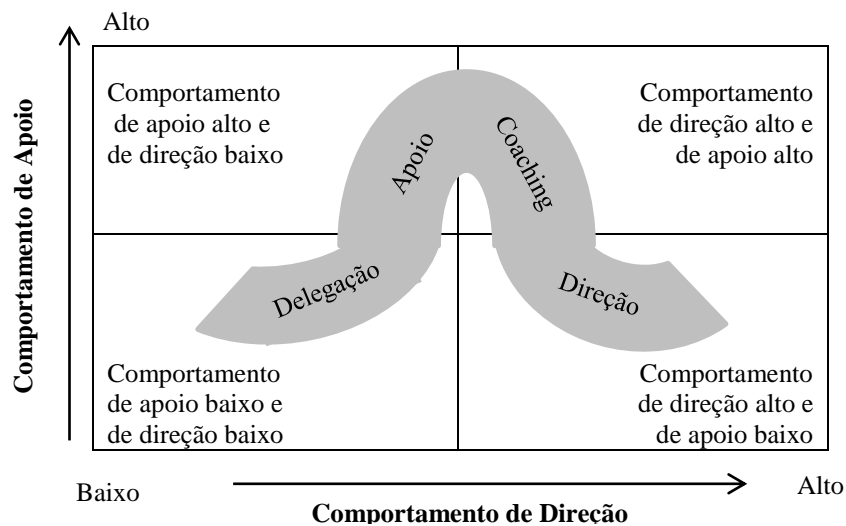 Alto
Comportamento
de apoio alto e
de direção baixo
Comportamento
de direção alto e
de apoio alto
Apoio
Coaching
Comportamento de Apoio
Delegação
Direção
Comportamento
de apoio baixo e
de direção baixo
Comportamento
de direção alto e
de apoio baixo
Baixo
Alto
Comportamento de Direção